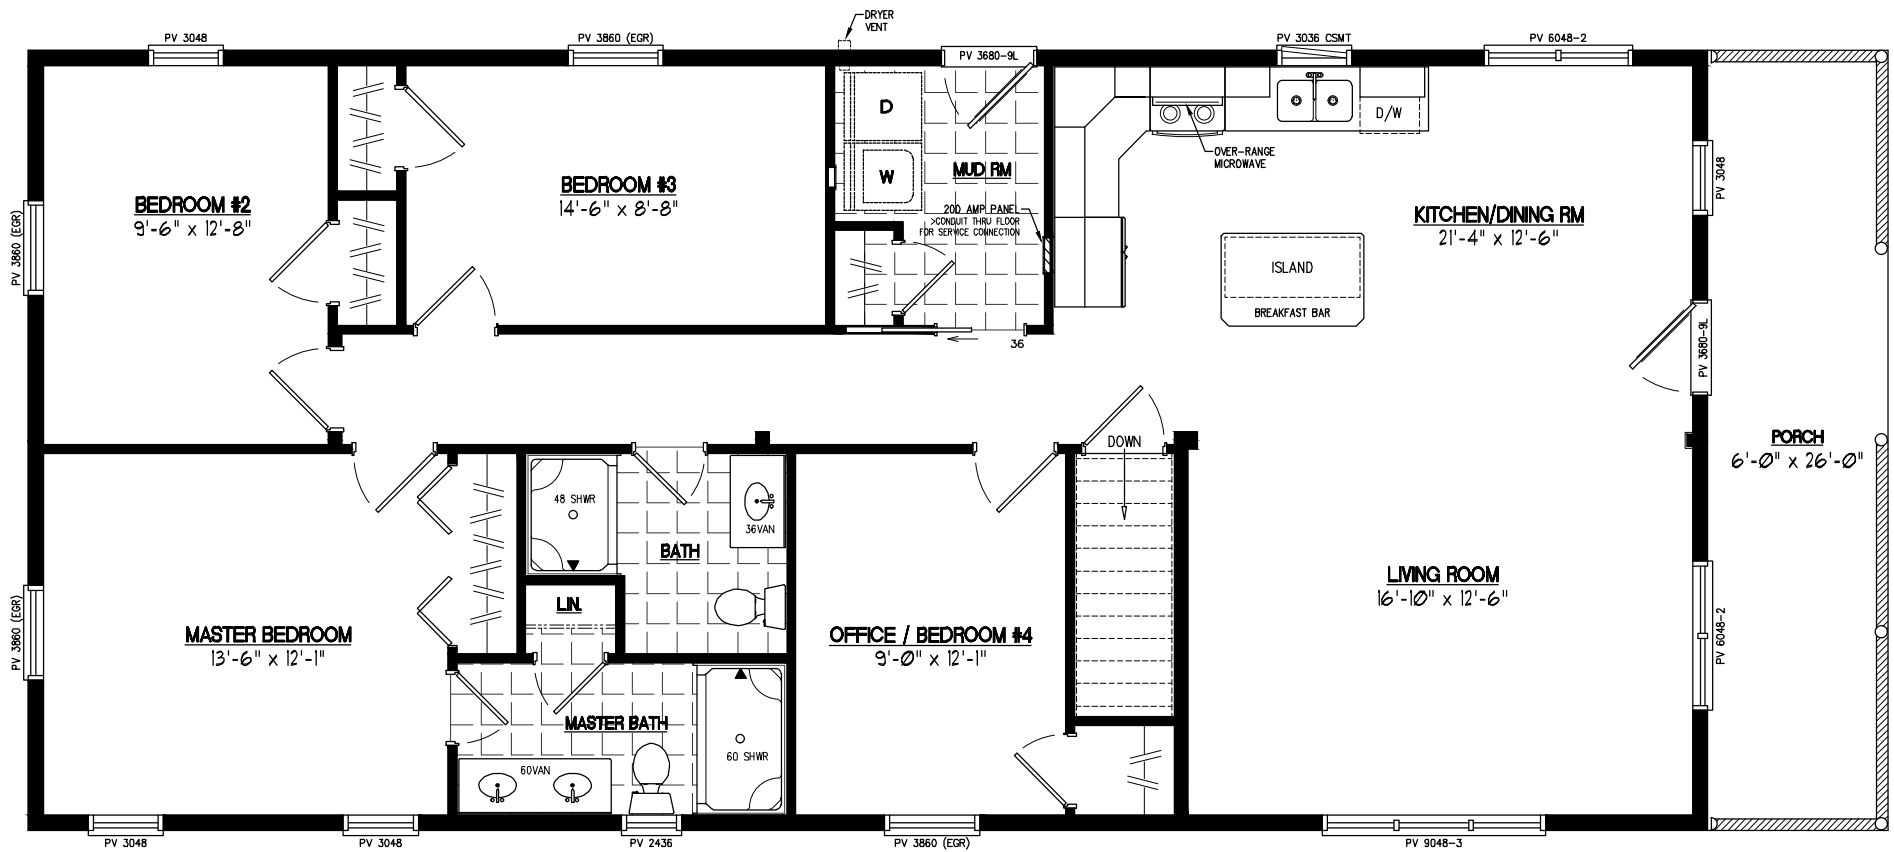 DRYER
VENT
PV 3048
PV 3860 (EGR)
PV 3680-9L
PV 3036 CSMT
PV 6048-2
D
W
MUD RM
200 AMP PANEL
>CONDUIT THRU FLOOR
FOR SERVICE CONNECTION
D/W
OVER-RANGE
MICROWAVE
PV 3048
BEDROOM #2
9'-6" x 12'-8"
BEDROOM #3
14'-6" x 8'-8"
KITCHEN/DINING RM
21'-4" x 12'-6"
PV 3860 (EGR)
ISLAND
BREAKFAST BAR
36
PV 3680-9L
DOWN
PORCH
6'-0" x 26'-0"
48 SHWR
36VAN
BATH
LIN.
LIVING ROOM
16'-10" x 12'-6"
PV 6048-2
PV 3860 (EGR)
MASTER BEDROOM
13'-6" x 12'-1"
OFFICE / BEDROOM #4
9'-0" x 12'-1"
MASTER BATH
60VAN
60 SHWR
PV 3048
PV 3048
PV 2436
PV 3860 (EGR)
PV 9048-3